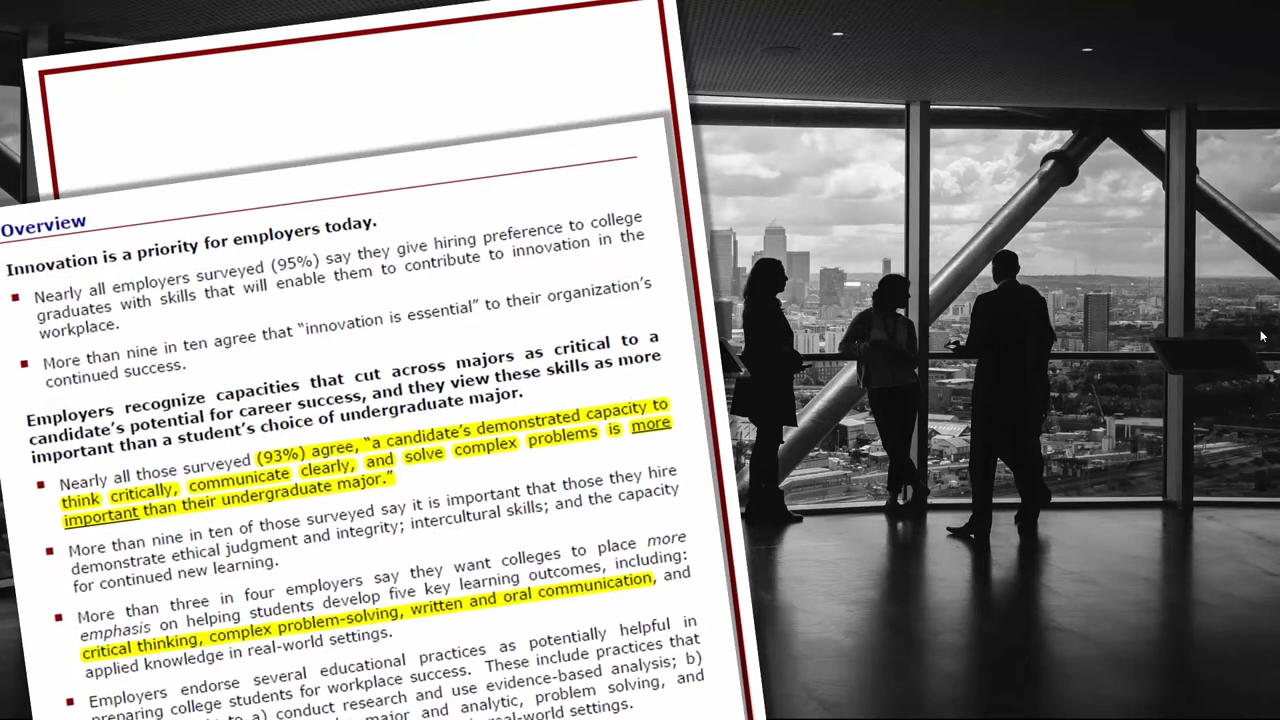 Overview
Innovation is a priority for employers today.
▪ Nearly all employers surveyed (95%) say they give hiring preference to college
graduates with skills that will enable them to contribute to innovation in the
workplace.
▪ More than nine in ten agree that “innovation is essential” to their organization’s
continued success.
Employers recognize capacities that cut across majors as critical to a
candidate’s potential for career success, and they view these skills as more
important than a student’s choice of undergraduate major.
▪ Nearly all those surveyed (93%) agree, “a candidate’s demonstrated capacity to
think critically, communicate clearly, and solve complex problems is more
important than their undergraduate major.”
▪ More than nine in ten of those surveyed say it is important that those they hire
demonstrate ethical judgment and integrity; intercultural skills; and the capacity
for continued new learning.
▪ More than three in four employers say they want colleges to place more
emphasis on helping students develop five key learning outcomes, including:
critical thinking, complex problem-solving, written and oral communication, and
applied knowledge in real-world settings.
▪ Employers endorse several educational practices as potentially helpful in
preparing college students for workplace success. These include practices that
to a) conduct research and use evidence-based analysis; b)
major and analytic, problem solving, and
real-world settings.